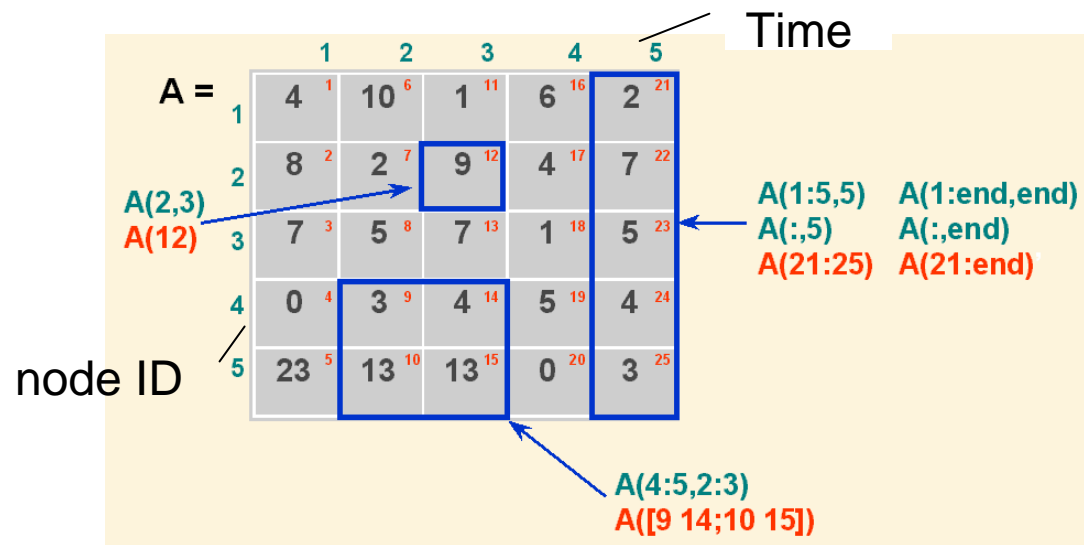 Time
1 2 3 4 5
A =
1 4 1 10 6 1 11 6 16 2 21
2 8 2 2 7 9 12 4 17 7 22
3 7 3 5 8 7 13 1 18 5 23
4 0 4 3 9 4 14 5 19 4 24
5 23 5 13 10 13 15 0 20 3 25
A(2,3)
A(12)
A(1:5,5) A(1:end,end)
A(:,5) A(:,end)
A(21:25) A(21:end)'
node ID
A(4:5,2:3)
A([9 14;10 15])